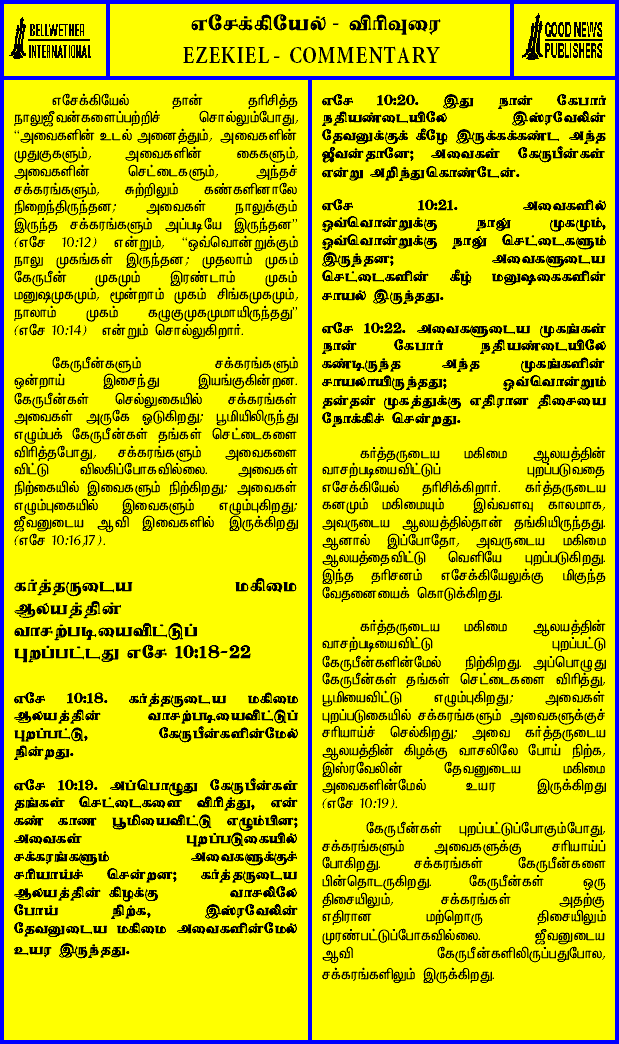 BELLWETHER
INTERNATIONAL
எசேக்கியேல் - விரிவுரை
EZEKIEL - COMMENTARY
GOOD NEWS
PUBLISHERS
எசேக்கியேல் தான் தரிசித்த
நாலுஜீவன்களைப்பற்றிச் சொல்லும்போது,
“அவைகளின் உடல் அனைத்தும், அவைகளின்
முதுகுகளும், அவைகளின் கைகளும்,
அவைகளின் செட்டைகளும், அந்தச்
சக்கரங்களும், சுற்றிலும் கண்களினாலே
நிறைந்திருந்தன; அவைகள் நாலுக்கும்
இருந்த சக்கரங்களும் அப்படியே இருந்தன”
(எசே 10:12) என்றும், “ஒவ்வொன்றுக்கும்
நாலு முகங்கள் இருந்தன; முதலாம் முகம்
கேருபீன் முகமும் இரண்டாம் முகம்
மனுஷமுகமும், மூன்றாம் முகம் சிங்கமுகமும்,
நாலாம் முகம் கழுகுமுகமுமாயிருந்தது”
(எசே 10:14) என்றும் சொல்லுகிறார்.
கேருபீன்களும் சக்கரங்களும்
ஒன்றாய் இசைந்து இயங்குகின்றன.
கேருபீன்கள் செல்லுகையில் சக்கரங்கள்
அவைகள் அருகே ஓடுகிறது; பூமியிலிருந்து
எழும்பக் கேருபீன்கள் தங்கள் செட்டைகளை
விரித்தபோது, சக்கரங்களும் அவைகளை
விட்டு விலகிப்போகவில்லை. அவைகள்
நிற்கையில் இவைகளும் நிற்கிறது; அவைகள்
எழும்புகையில் இவைகளும் எழும்புகிறது;
ஜீவனுடைய ஆவி இவைகளில் இருக்கிறது
(எசே 10:16,17).
கர்த்தருடைய மகிமை
ஆலயத்தின்
வாசற்படியைவிட்டுப்
புறப்பட்டது எசே 10:18-22
எசே 10:18. கர்த்தருடைய மகிமை
ஆலயத்தின் வாசற்படியைவிட்டுப்
புறப்பட்டு, கேருபீன்களின்மேல்
நின்றது.
எசே 10:19. அப்பொழுது கேருபீன்கள்
தங்கள் செட்டைகளை விரித்து, என்
கண் காண பூமியைவிட்டு எழும்பின;
அவைகள் புறப்படுகையில்
சக்கரங்களும் அவைகளுக்குச்
சரியாய்ச் சென்றன; கர்த்தருடைய
ஆலயத்தின் கிழக்கு வாசலிலே
போய் நிற்க, இஸ்ரவேலின்
தேவனுடைய மகிமை அவைகளின்மேல்
உயர இருந்தது.
எசே 10:20. இது நான் கேபார்
நதியண்டையிலே இஸ்ரவேலின்
தேவனுக்குக் கீழே இருக்கக்கண்ட அந்த
ஜீவன்தானே; அவைகள் கேருபீன்கள்
என்று அறிந்துகொண்டேன்.
எசே 10:21. அவைகளில்
ஒவ்வொன்றுக்கு நாலு முகமும்,
ஒவ்வொன்றுக்கு நாலு செட்டைகளும்
இருந்தன; அவைகளுடைய
செட்டைகளின் கீழ் மனுஷகைகளின்
சாயல் இருந்தது.
எசே 10:22. அவைகளுடைய முகங்கள்
நான் கேபார் நதியண்டையிலே
கண்டிருந்த அந்த முகங்களின்
சாயலாயிருந்தது; ஒவ்வொன்றும்
தன்தன் முகத்துக்கு எதிரான திசையை
நோக்கிச் சென்றது.
கர்த்தருடைய மகிமை ஆலயத்தின்
வாசற்படியைவிட்டுப் புறப்படுவதை
எசேக்கியேல் தரிசிக்கிறார். கர்த்தருடைய
கனமும் மகிமையும் இவ்வளவு காலமாக,
அவருடைய ஆலயத்தில்தான் தங்கியிருந்தது.
ஆனால் இப்போதோ, அவருடைய மகிமை
ஆலயத்தைவிட்டு வெளியே புறப்படுகிறது.
இந்த தரிசனம் எசேக்கியேலுக்கு மிகுந்த
வேதனையைக் கொடுக்கிறது.
கர்த்தருடைய மகிமை ஆலயத்தின்
வாசற்படியைவிட்டு புறப்பட்டு
கேருபீன்களின்மேல் நிற்கிறது. அப்பொழுது
கேருபீன்கள் தங்கள் செட்டைகளை விரித்து,
பூமியைவிட்டு எழும்புகிறது; அவைகள்
புறப்படுகையில் சக்கரங்களும் அவைகளுக்குச்
சரியாய்ச் செல்கிறது; அவை கர்த்தருடைய
ஆலயத்தின் கிழக்கு வாசலிலே போய் நிற்க,
இஸ்ரவேலின் தேவனுடைய மகிமை
அவைகளின்மேல் உயர இருக்கிறது
(எசே 10:19).
கேருபீன்கள் புறப்பட்டுப்போகும்போது,
சக்கரங்களும் அவைகளுக்கு சரியாய்ப்
போகிறது. சக்கரங்கள் கேருபீன்களை
பின்தொடருகிறது. கேருபீன்கள் ஒரு
திசையிலும், சக்கரங்கள் அதற்கு
எதிரான மற்றொரு திசையிலும்
முரண்பட்டுப்போகவில்லை. ஜீவனுடைய
ஆவி கேருபீன்களிலிருப்பதுபோல,
சக்கரங்களிலும் இருக்கிறது.